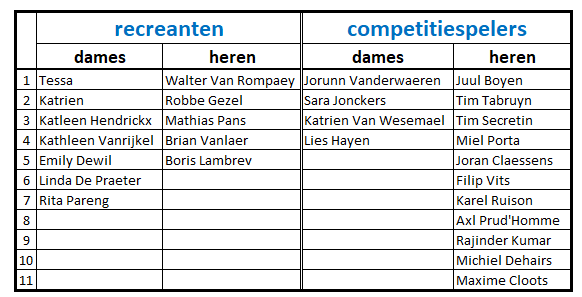 recreanten competitiespelers
dames heren dames heren
1 Tessa Walter Van Rompaey Jorunn Vanderwaeren Juul Boyen
2 Katrien Robbe Gezel Sara Jonckers Tim Tabruyn
3 Katleen Hendrickx Mathias Pans Katrien Van Wesemael Tim Secretin
4 Kathleen Vanrijkel Brian Vanlaer Lies Hayen Miel Porta
5 Emily Dewil Boris Lambrev Joran Claessens
6 Linda De Praeter Filip Vits
7 Rita Pareng Karel Ruison
8 Axl Prud'Homme
9 Rajinder Kumar
10 Michiel Dehairs
11 Maxime Cloots